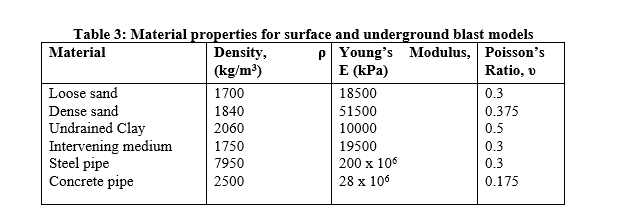 Table 3: Material properties for surface and underground blast models
Material Density, ρ Young's Modulus, Poisson's
(kg/m³) E (kPa) Ratio, υ
Loose sand 1700 18500 0.3
Dense sand 1840 51500 0.375
Undrained Clay 2060 10000 0.5
Intervening medium 1750 19500 0.3
Steel pipe 7950 200 x 10⁶ 0.3
Concrete pipe 2500 28 x 10⁶ 0.175